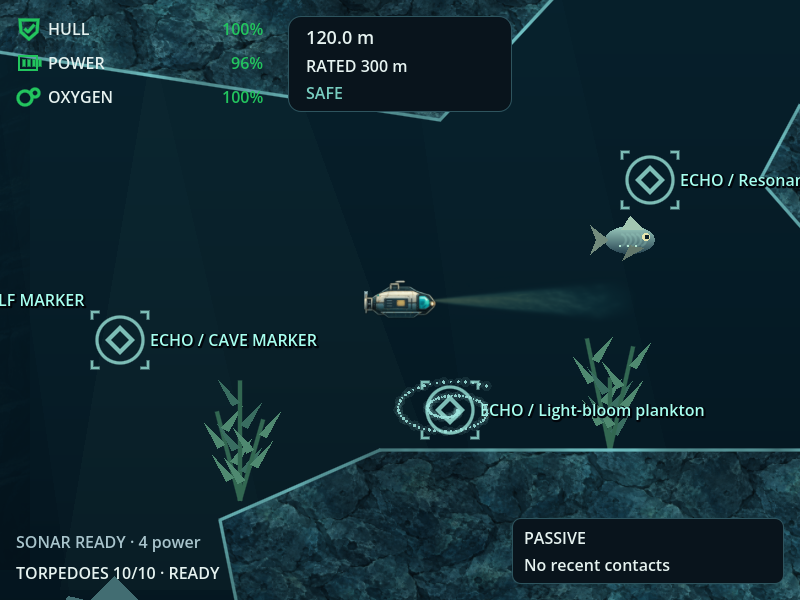 HULL 100%
POWER 96%
OXYGEN 100%
120.0 m
RATED 300 m
SAFE
ECHO / Resonan
LF MARKER
ECHO / CAVE MARKER
ECHO / Light-bloom plankton
SONAR READY · 4 power
TORPEDOES 10/10 · READY
PASSIVE
No recent contacts